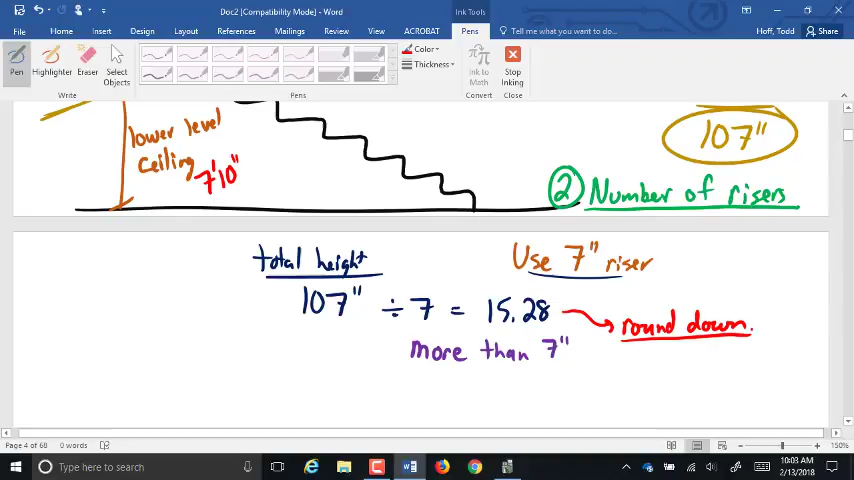 Doc2 [Compatibility Mode] - Word
Ink Tools
Hoff, Todd
File Home Insert Design Layout References Mailings Review View ACROBAT Pens Tell me what you want to do... Share
Pen Highlighter Eraser Select Objects
Color
Thickness
Ink to Math
Stop Inking
Write Pens Convert Close
lower level
Ceiling
7'10"
107"
2 Number of risers
total height
Use 7" riser
107" ÷ 7 = 15.28
round down.
more than 7"
Page 4 of 68 0 words 150%
Type here to search
10:03 AM
2/13/2018